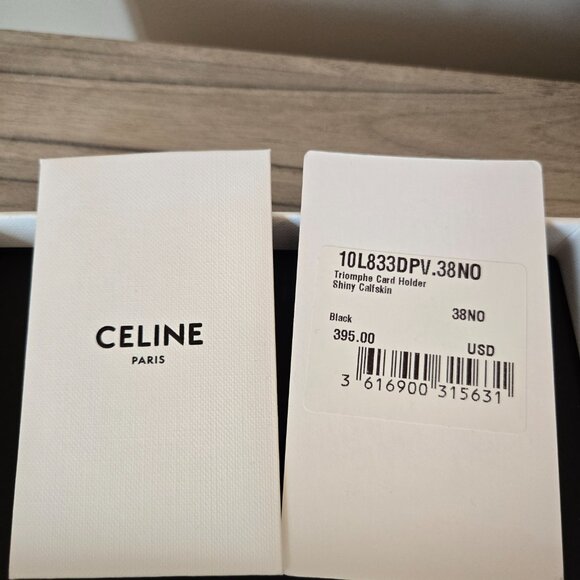 CELINE
PARIS
10L833DPV.38NO
Triomphe Card Holder
Shiny Calfskin
Black 38NO
395.00 USD
3 616900 315631